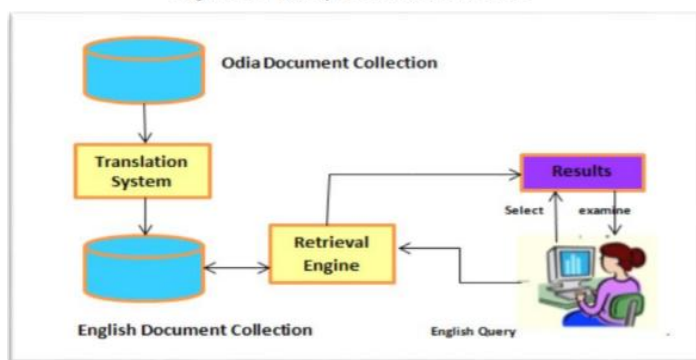 Odia Document Collection
Translation
System
Results
Select examine
Retrieval
Engine
English Document Collection
English Query